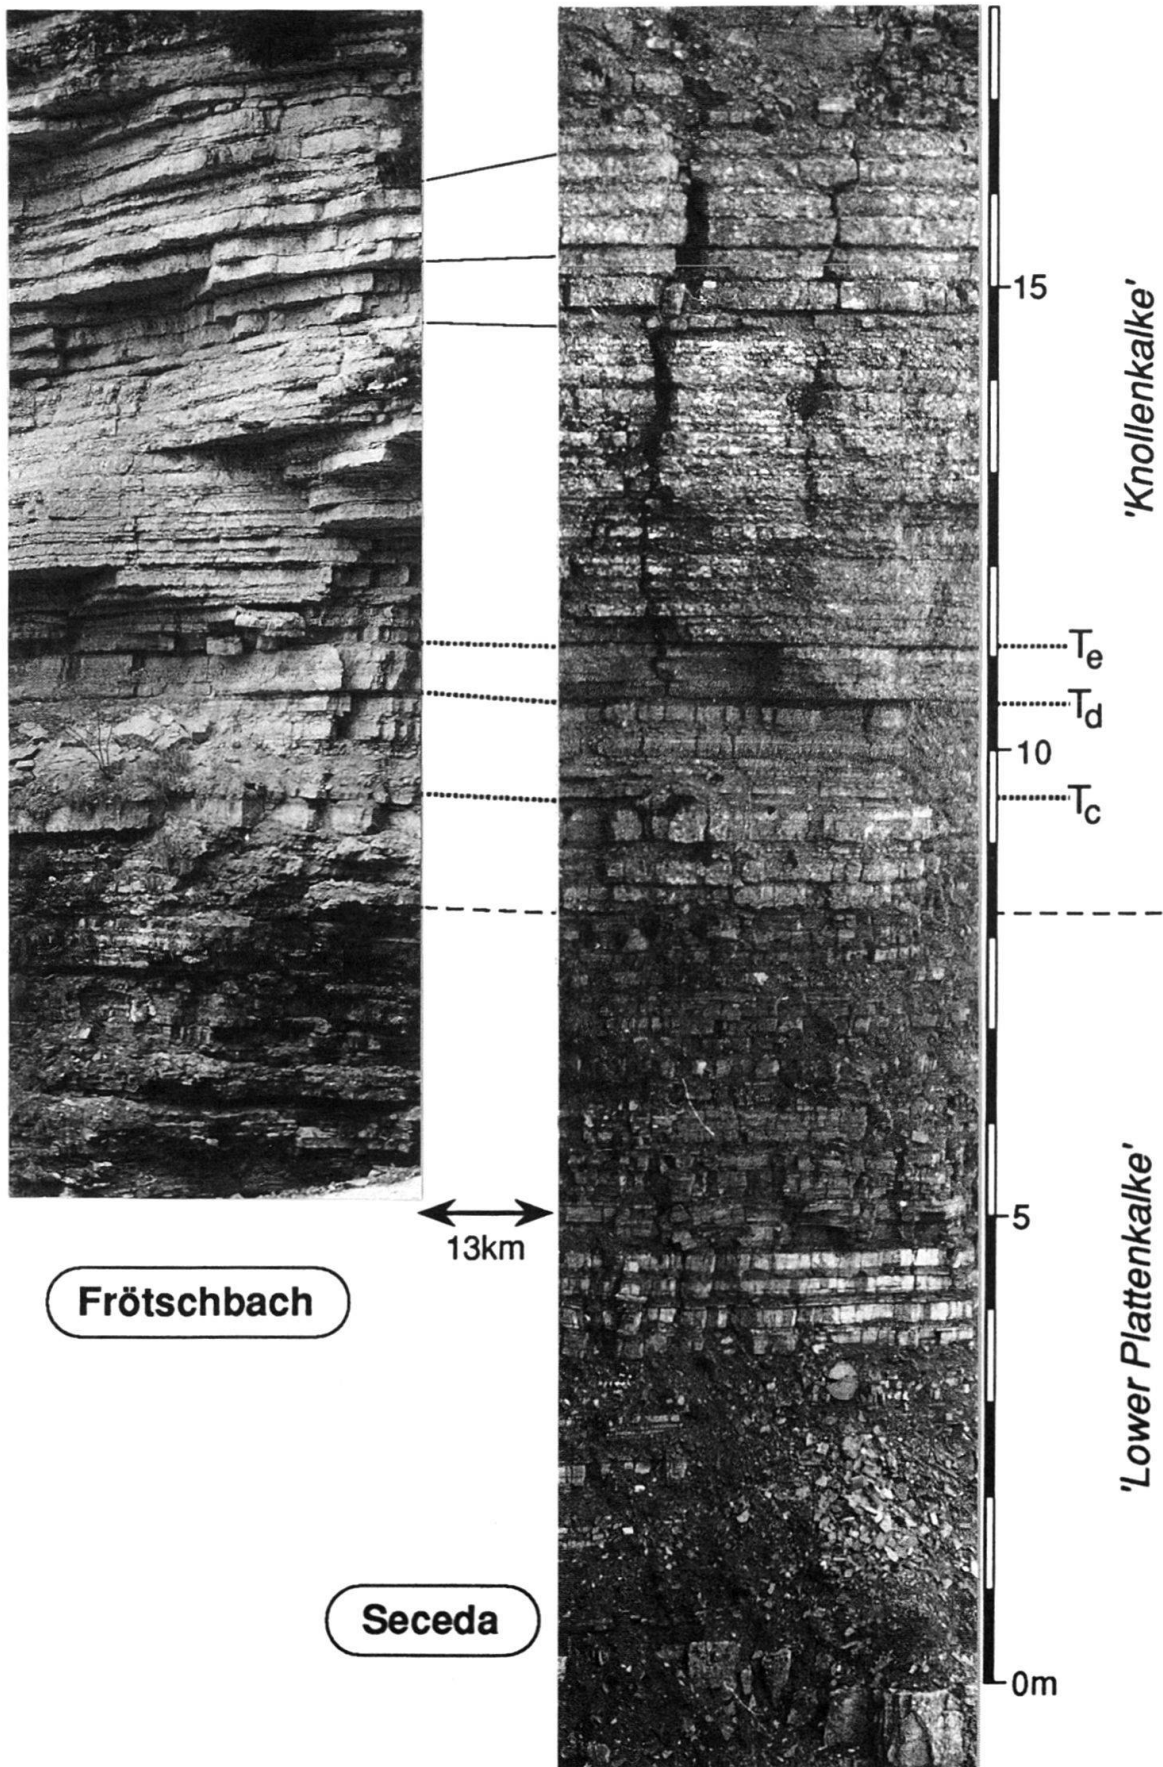 15
'Knollenkalke'
Te
Td
10
Tc
5
13km
Frötschbach
'Lower Plattenkalke'
Seceda
0m